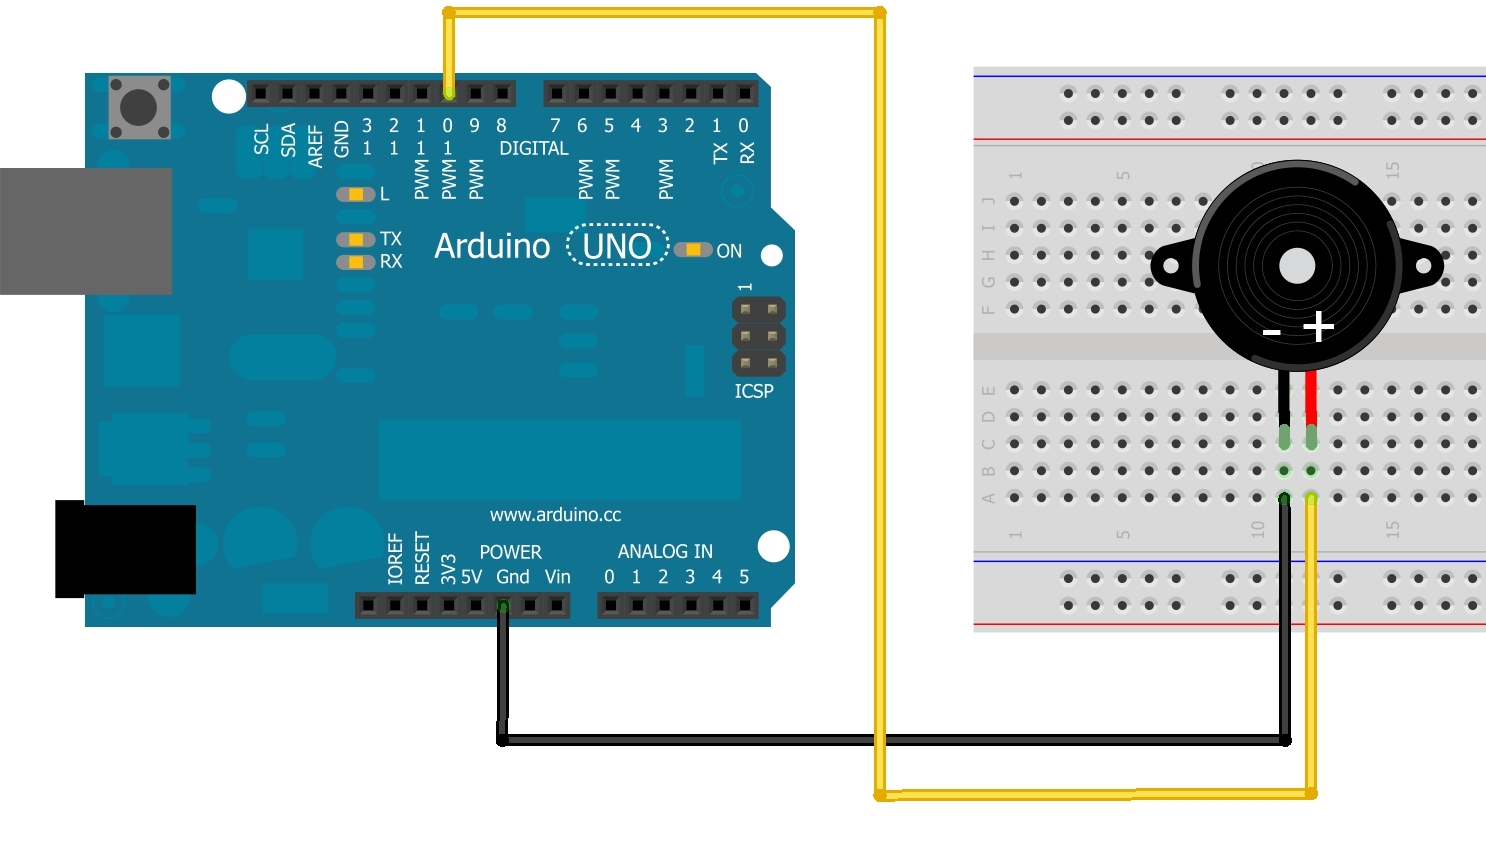 SCL
SDA
AREF
GND
13
12
11
10
9
8
7
6
5
4
3
2
1
0
PWM
PWM
PWM
DIGITAL
PWM
PWM
PWM
TX
RX
L
TX
RX
Arduino UNO
ON
1
ICSP
www.arduino.cc
POWER
ANALOG IN
IOREF
RESET
3V3
5V
Gnd
Vin
0
1
2
3
4
5
1
5
15
J
I
H
G
F
- +
E
D
C
B
A
1
5
10
15